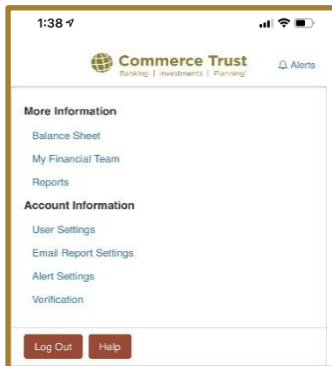 1:38
Commerce Trust
Banking | Investments | Planning
Alerts
More Information
Balance Sheet
My Financial Team
Reports
Account Information
User Settings
Email Report Settings
Alert Settings
Verification
Log Out
Help